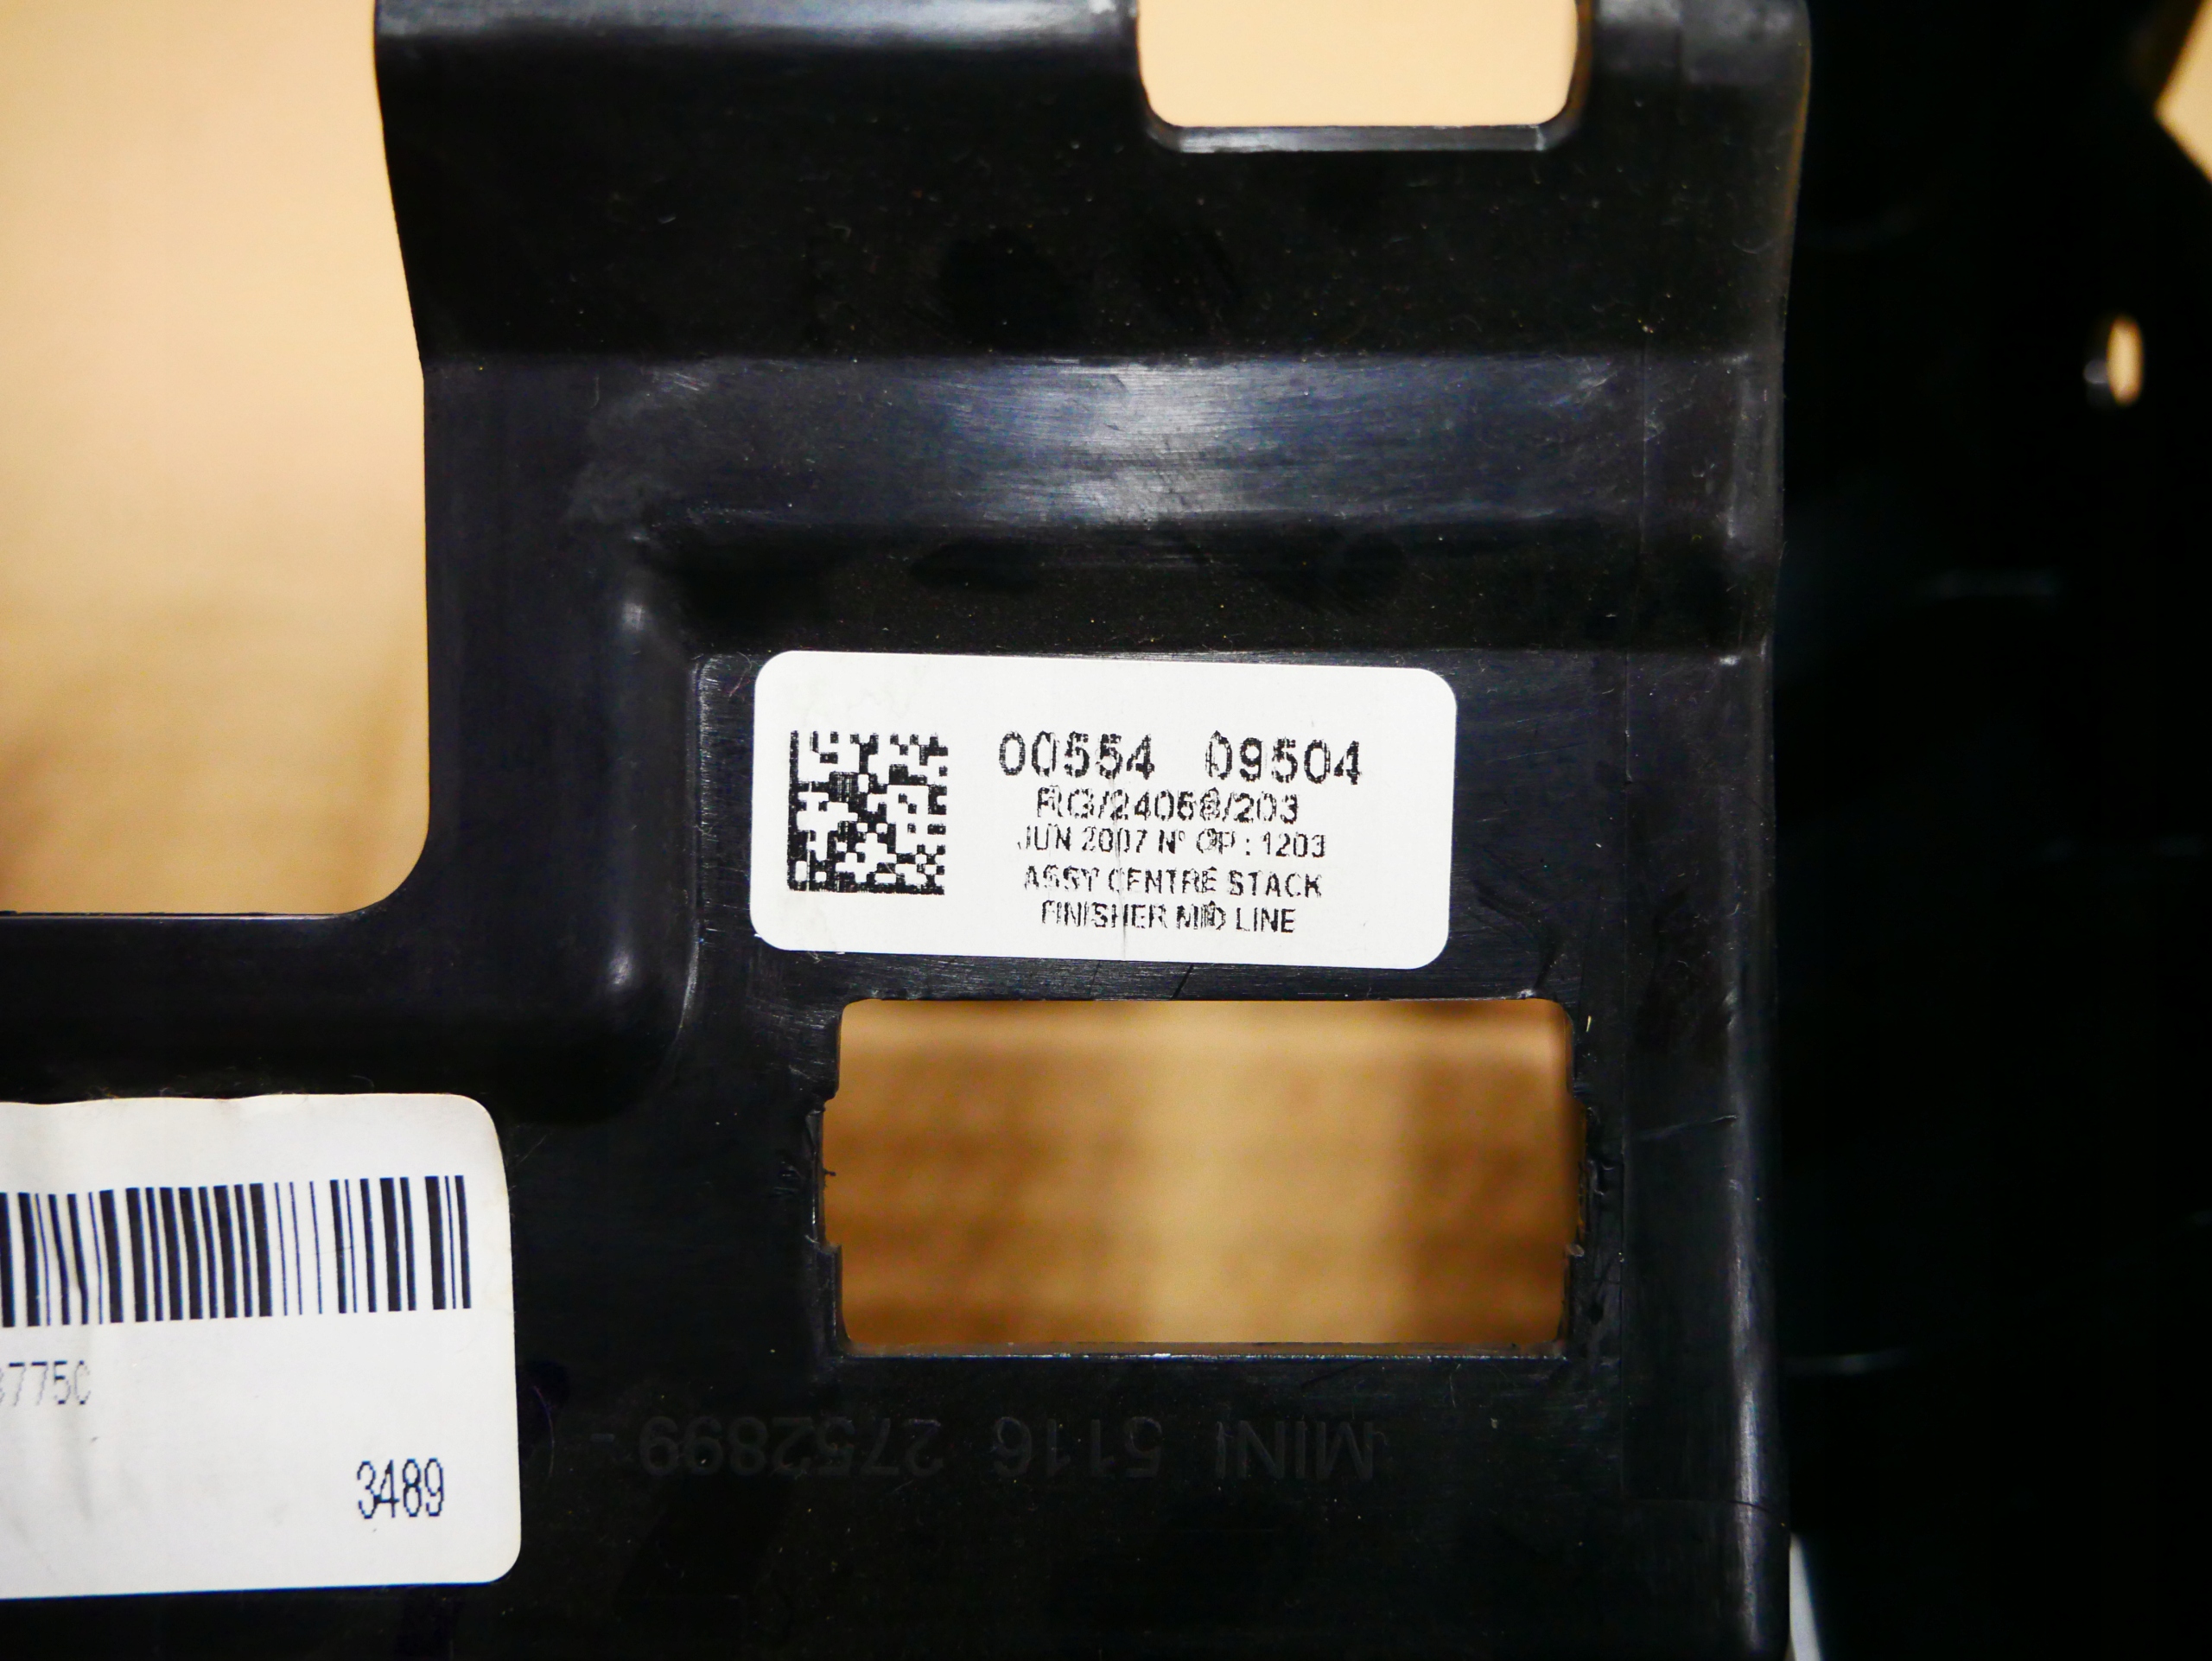 00554 09504
RG/24058/203
JUN 2007 Nº OP : 1203
ASSY CENTRE STACK
FINISHER MID LINE
3489
MINI 5116 2752899 -